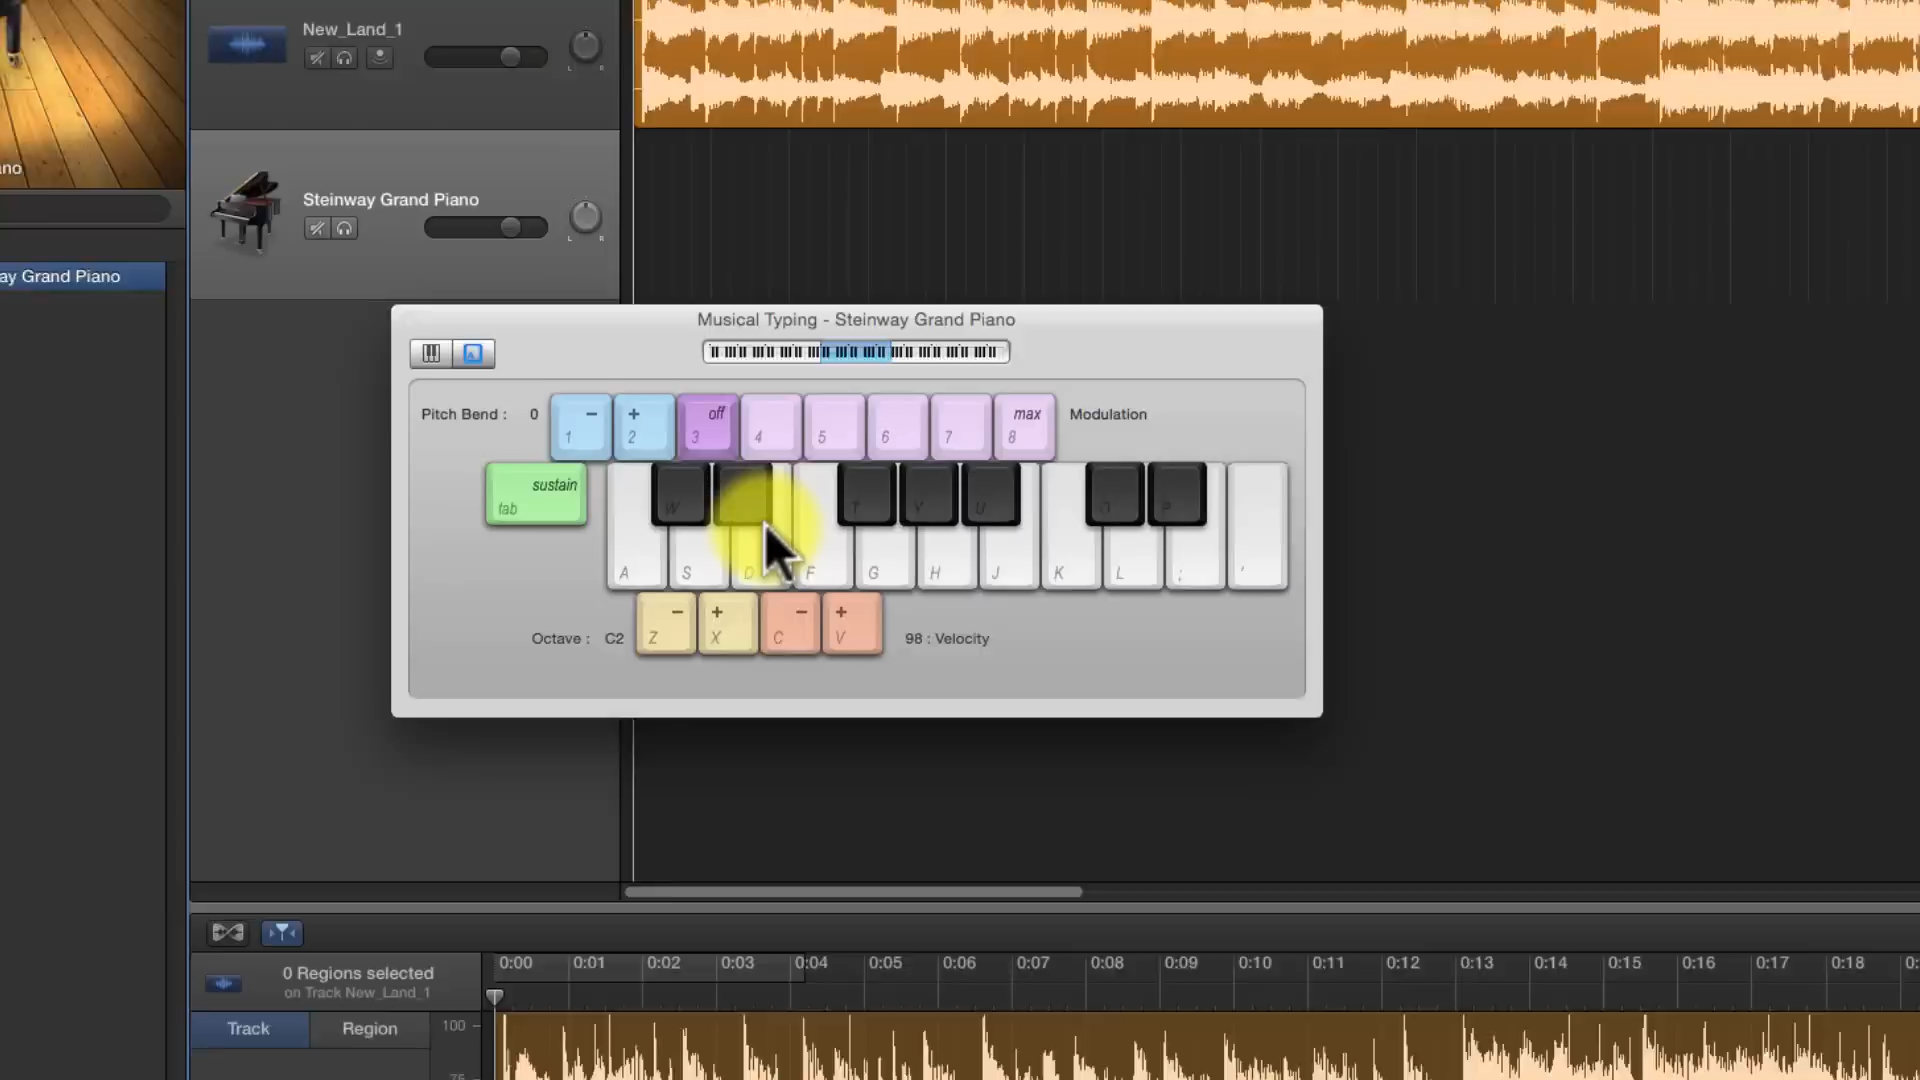 New_Land_1
L R
ano
Steinway Grand Piano
L R
ay Grand Piano
Musical Typing - Steinway Grand Piano
Pitch Bend : 0
− 1
+ 2
off 3
4
5
6
7
max 8
Modulation
sustain
tab
W T Y U O P
A S D F G H J K L ; '
Octave : C2
− Z
+ X
− C
+ V
98 : Velocity
0 Regions selected
on Track New_Land_1
0:00 0:01 0:02 0:03 0:04 0:05 0:06 0:07 0:08 0:09 0:10 0:11 0:12 0:13 0:14 0:15 0:16 0:17 0:18 0:
Track Region
100
75